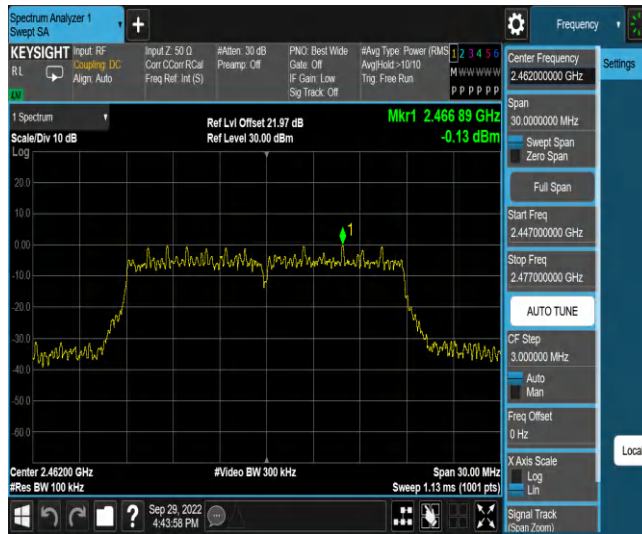 Spectrum Analyzer 1
Swept SA
+
Frequency
KEYSIGHT
RL
LVI
Input: RF
Coupling: DC
Align: Auto
Input Z: 50 Ω
Corr CCorr RCal
Freq Ref: Int (S)
#Atten: 30 dB
Preamp: Off
PNO: Best Wide
Gate: Off
IF Gain: Low
Sig Track: Off
#Avg Type: Power (RMS
Avg|Hold:>10/10
Trig: Free Run
1 2 3 4 5 6
M W W W W W
P P P P P P
1 Spectrum
Scale/Div 10 dB
Log
Ref Lvl Offset 21.97 dB
Ref Level 30.00 dBm
Mkr1 2.466 89 GHz
-0.13 dBm
20.0
10.0
0.00
-10.0
-20.0
-30.0
-40.0
-50.0
-60.0
1
Center 2.46200 GHz
#Res BW 100 kHz
#Video BW 300 kHz
Span 30.00 MHz
Sweep 1.13 ms (1001 pts)
?
Sep 29, 2022
4:43:58 PM
Center Frequency
2.462000000 GHz
Span
30.0000000 MHz
Swept Span
Zero Span
Full Span
Start Freq
2.447000000 GHz
Stop Freq
2.477000000 GHz
AUTO TUNE
CF Step
3.000000 MHz
Auto
Man
Freq Offset
0 Hz
X Axis Scale
Log
Lin
Signal Track
(Span Zoom)
Settings
Local